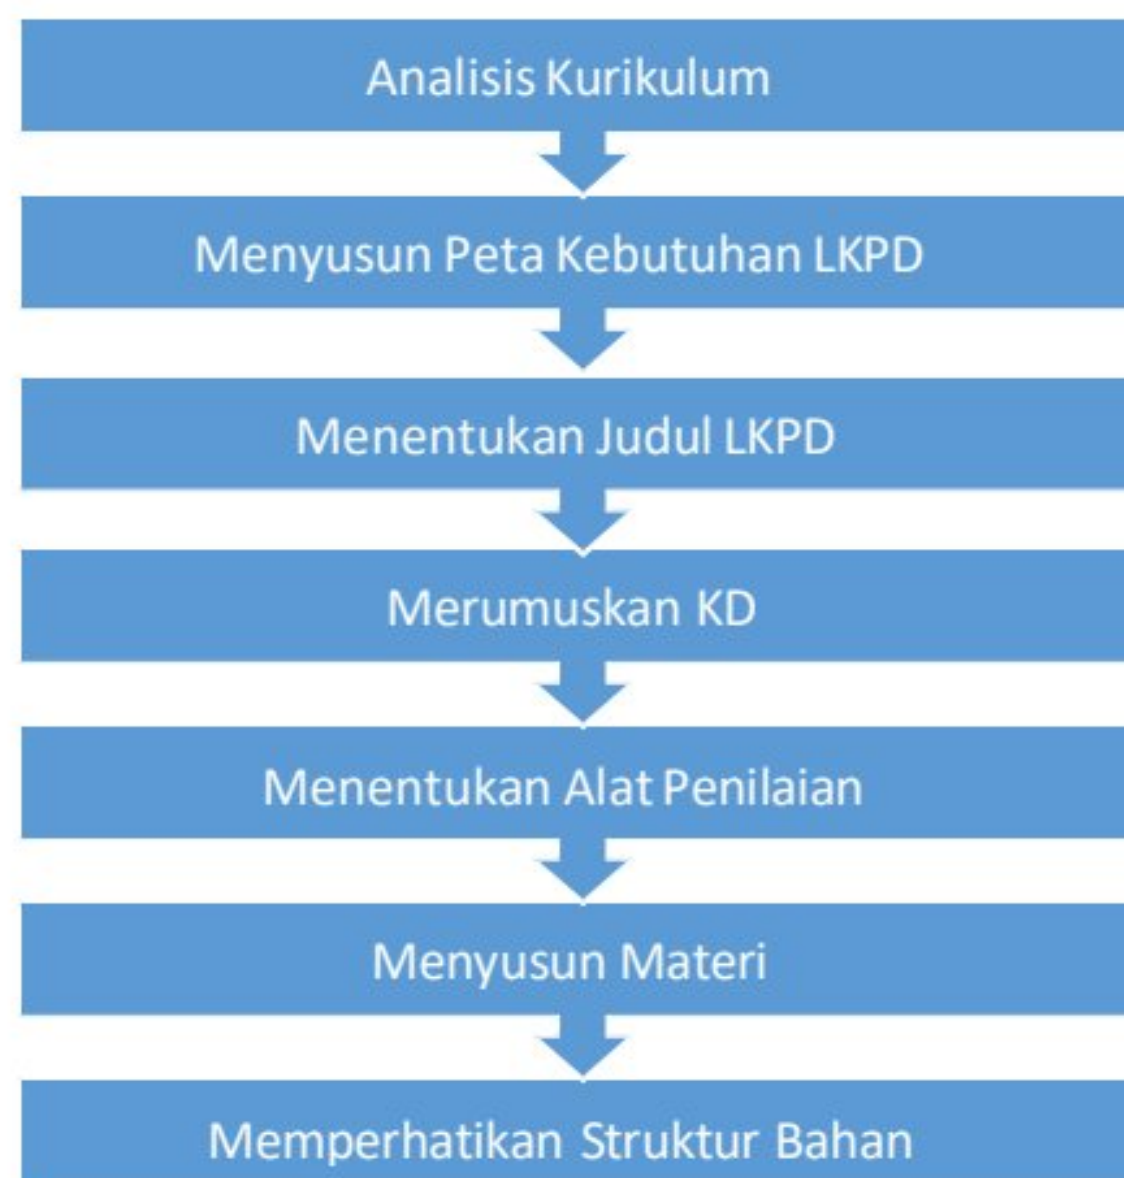 Analisis Kurikulum
Menyusun Peta Kebutuhan LKPD
Menentukan Judul LKPD
Merumuskan KD
Menentukan Alat Penilaian
Menyusun Materi
Memperhatikan Struktur Bahan